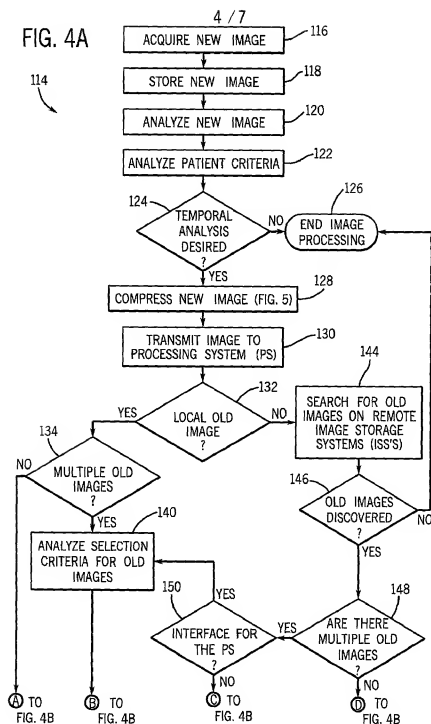 4 / 7
FIG. 4A
ACQUIRE NEW IMAGE
116
STORE NEW IMAGE
118
114
ANALYZE NEW IMAGE
120
ANALYZE PATIENT CRITERIA
122
124
TEMPORAL
ANALYSIS
DESIRED
?
NO
126
END IMAGE
PROCESSING
YES
COMPRESS NEW IMAGE (FIG. 5)
128
TRANSMIT IMAGE TO
PROCESSING SYSTEM (PS)
130
132
LOCAL OLD
IMAGE
?
YES
NO
144
SEARCH FOR OLD
IMAGES ON REMOTE
IMAGE STORAGE
SYSTEMS (ISS'S)
134
NO
MULTIPLE OLD
IMAGES
?
YES
140
146
OLD IMAGES
DISCOVERED
?
NO
YES
ANALYZE SELECTION
CRITERIA FOR OLD
IMAGES
150
YES
INTERFACE FOR
THE PS
?
NO
YES
148
ARE THERE
MULTIPLE OLD
IMAGES
?
NO
A TO
FIG. 4B
B TO
FIG. 4B
C TO
FIG. 4B
D TO
FIG. 4B